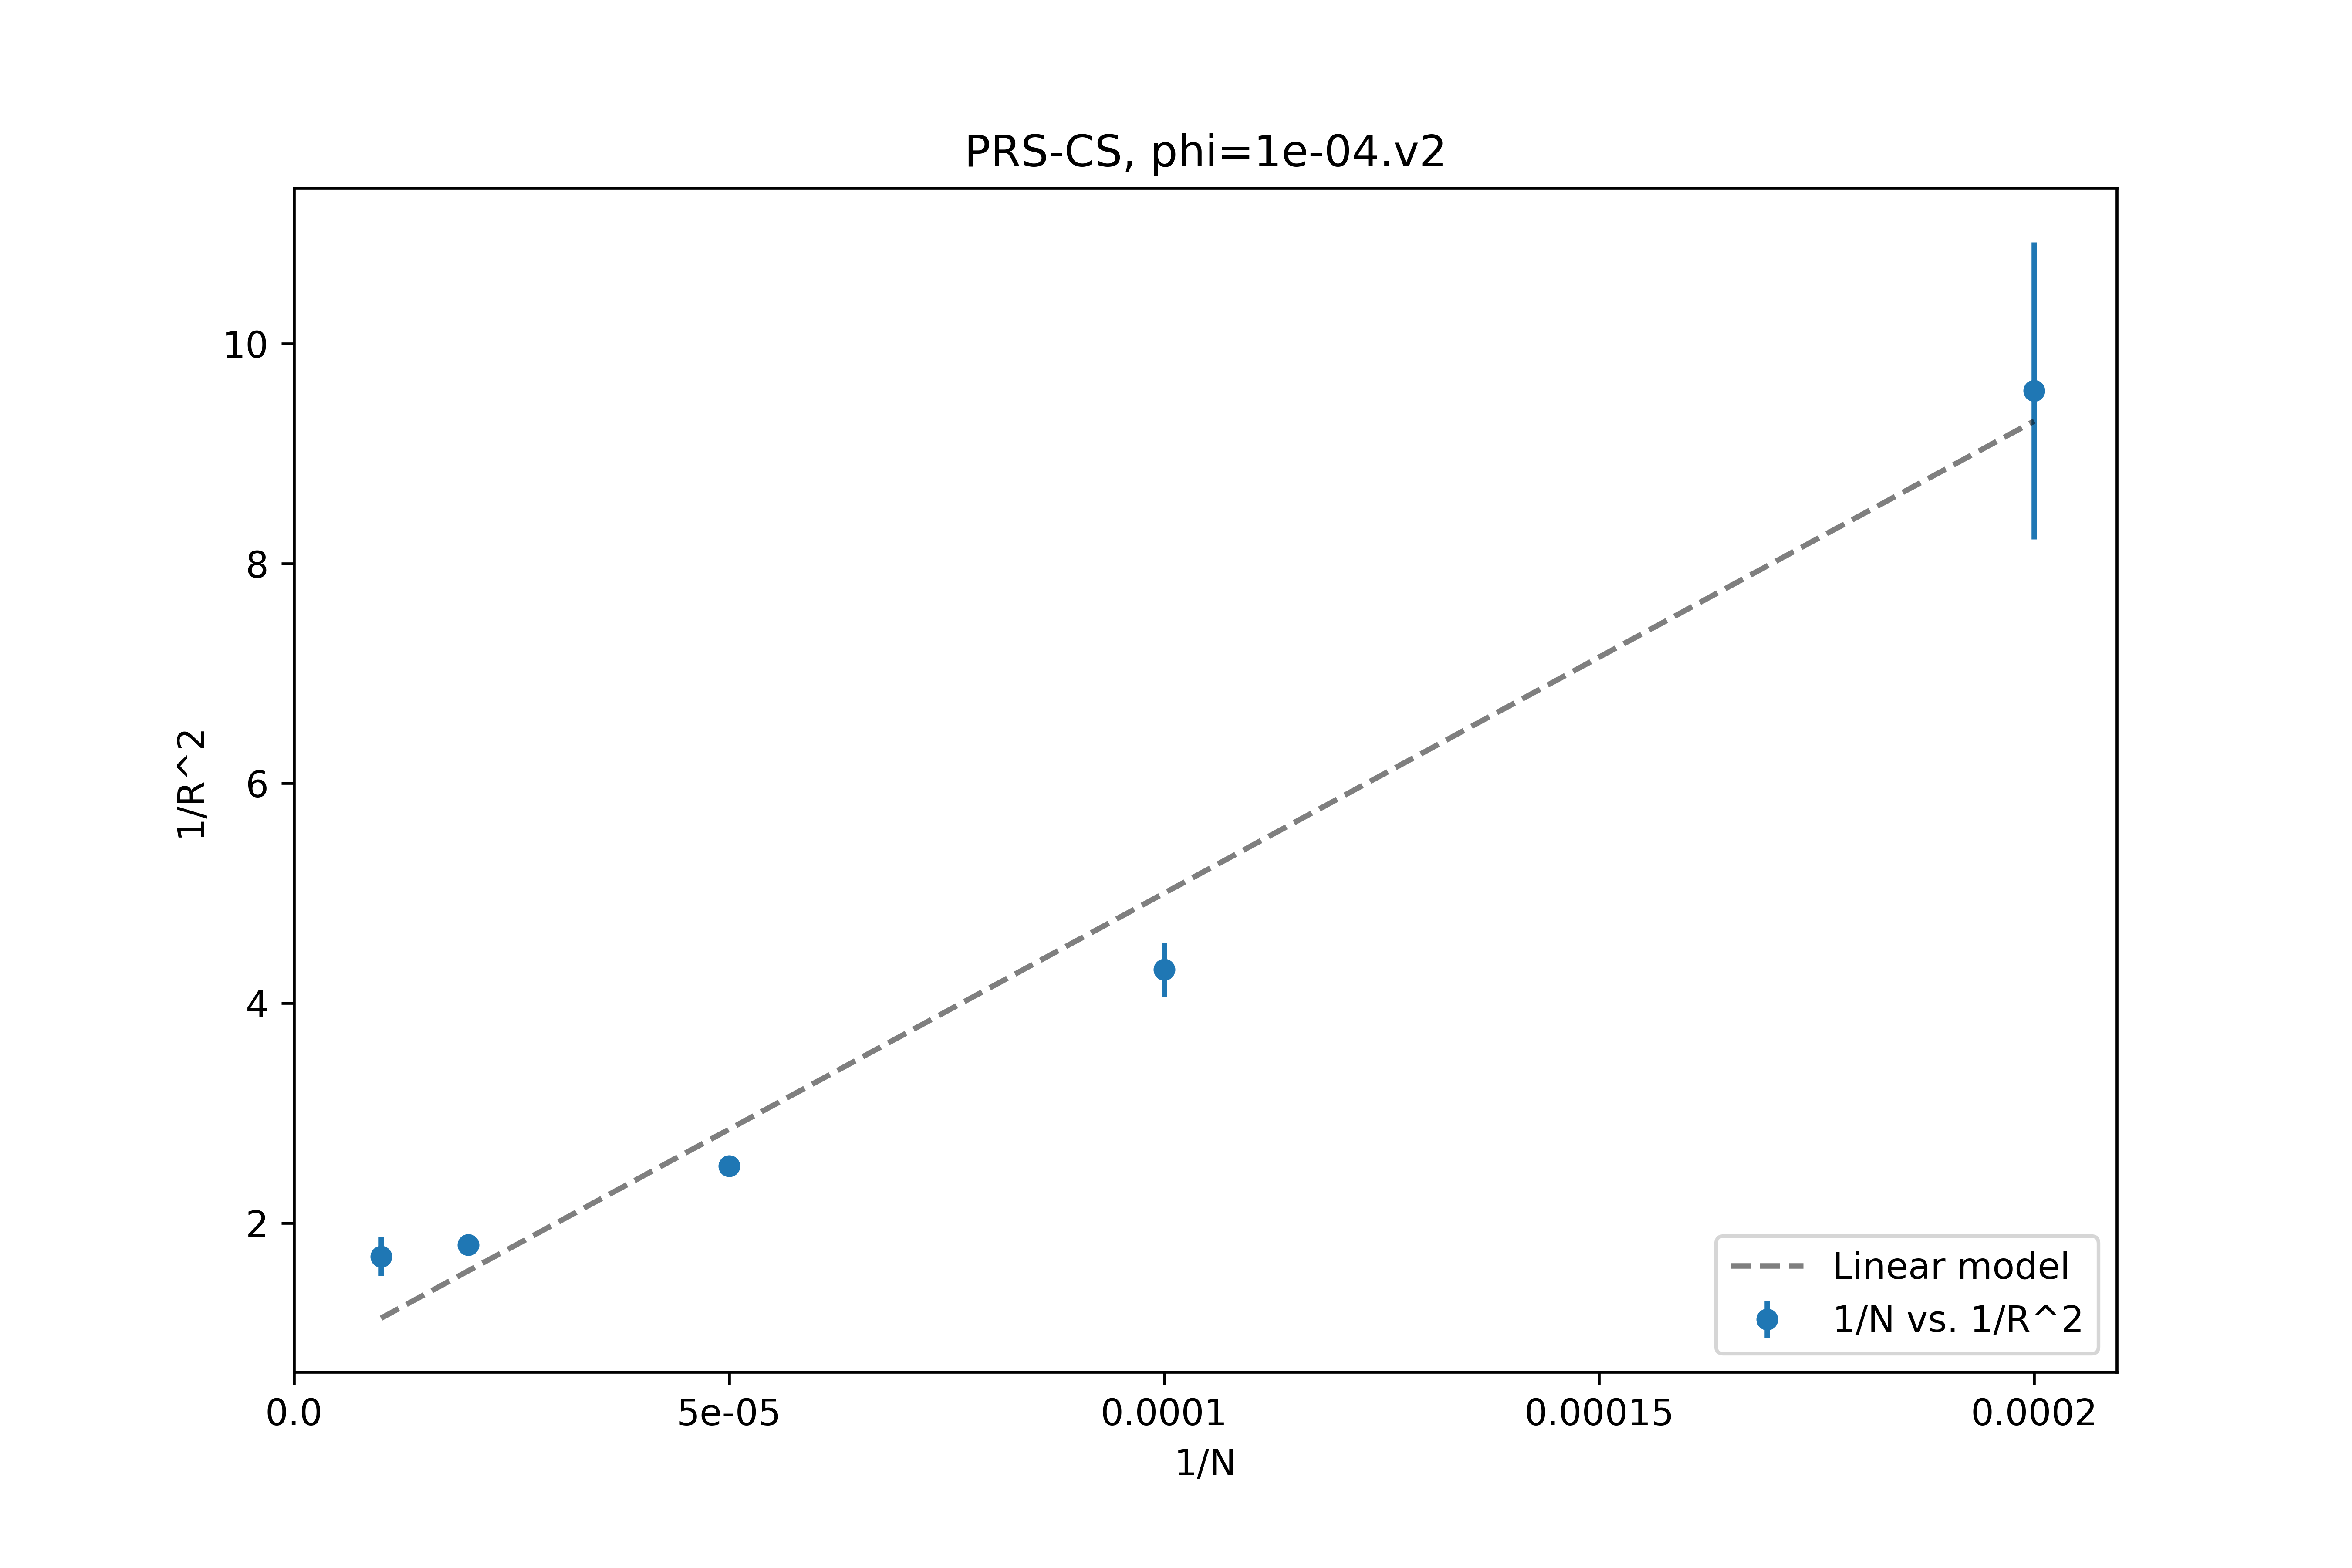 PRS-CS, phi=1e-04.v2
10
8
6
4
2
1/R^2
0.0
5e-05
0.0001
0.00015
0.0002
1/N
Linear model
1/N vs. 1/R^2